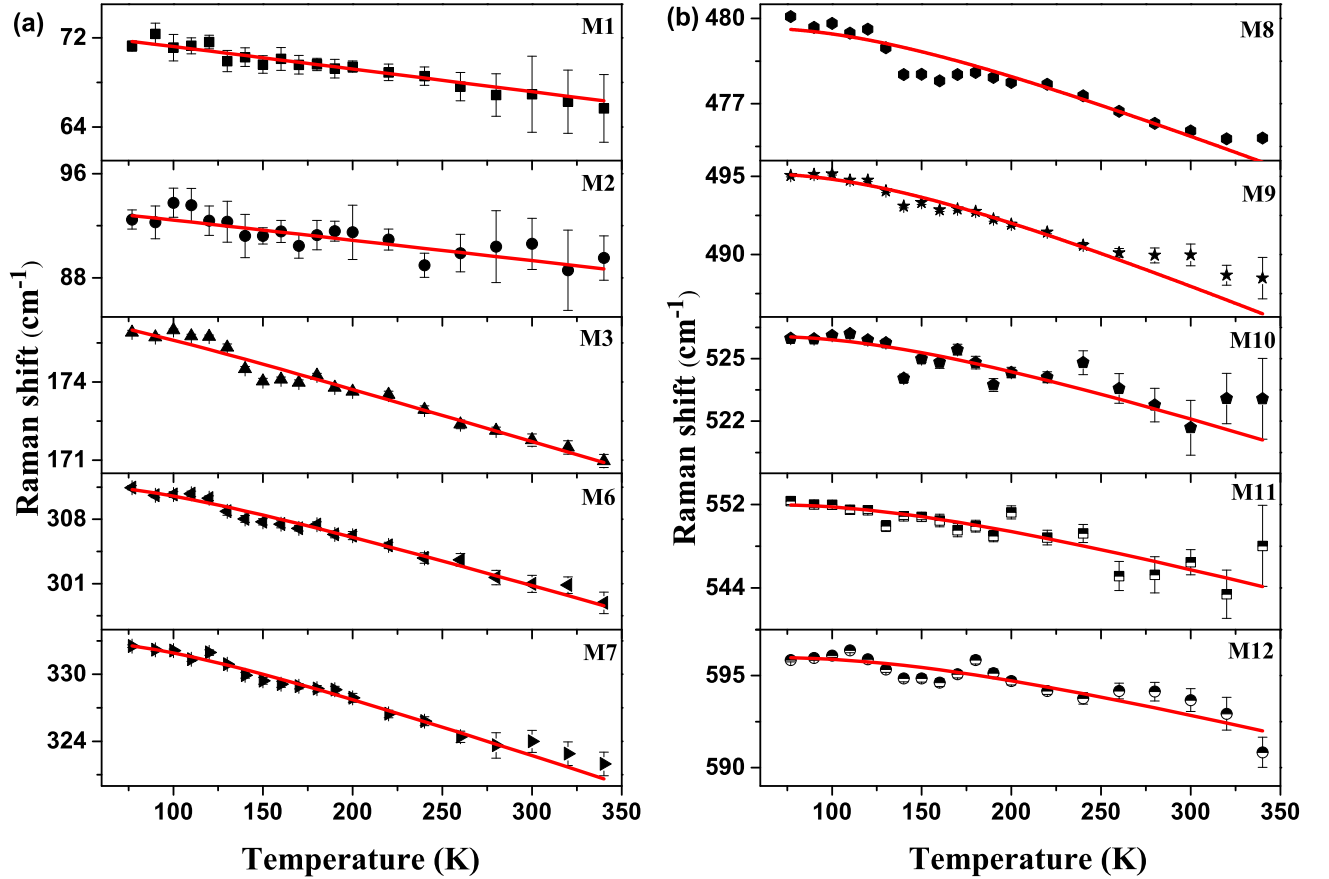 (a)
M1
72
64
M2
96
88
M3
174
171
M6
308
301
M7
330
324
100 150 200 250 300 350
Temperature (K)
Raman shift (cm-1)
(b)
M8
480
477
M9
495
490
M10
525
522
M11
552
544
M12
595
590
100 150 200 250 300 350
Temperature (K)
Raman shift (cm-1)